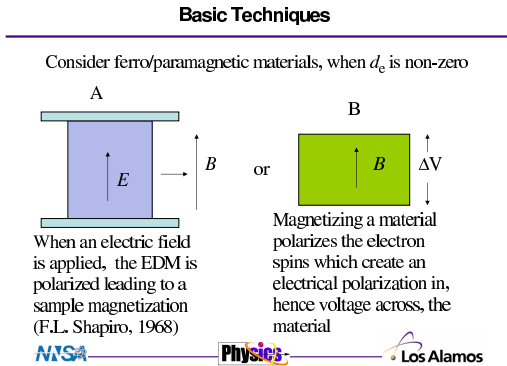 Basic Techniques
Consider ferro/paramagnetic materials, when dₑ is non-zero
A
B
E
B
or
B
ΔV
When an electric field
is applied, the EDM is
polarized leading to a
sample magnetization
(F.L. Shapiro, 1968)
Magnetizing a material
polarizes the electron
spins which create an
electrical polarization in,
hence voltage across, the
material
NNSA
Physics
Los Alamos